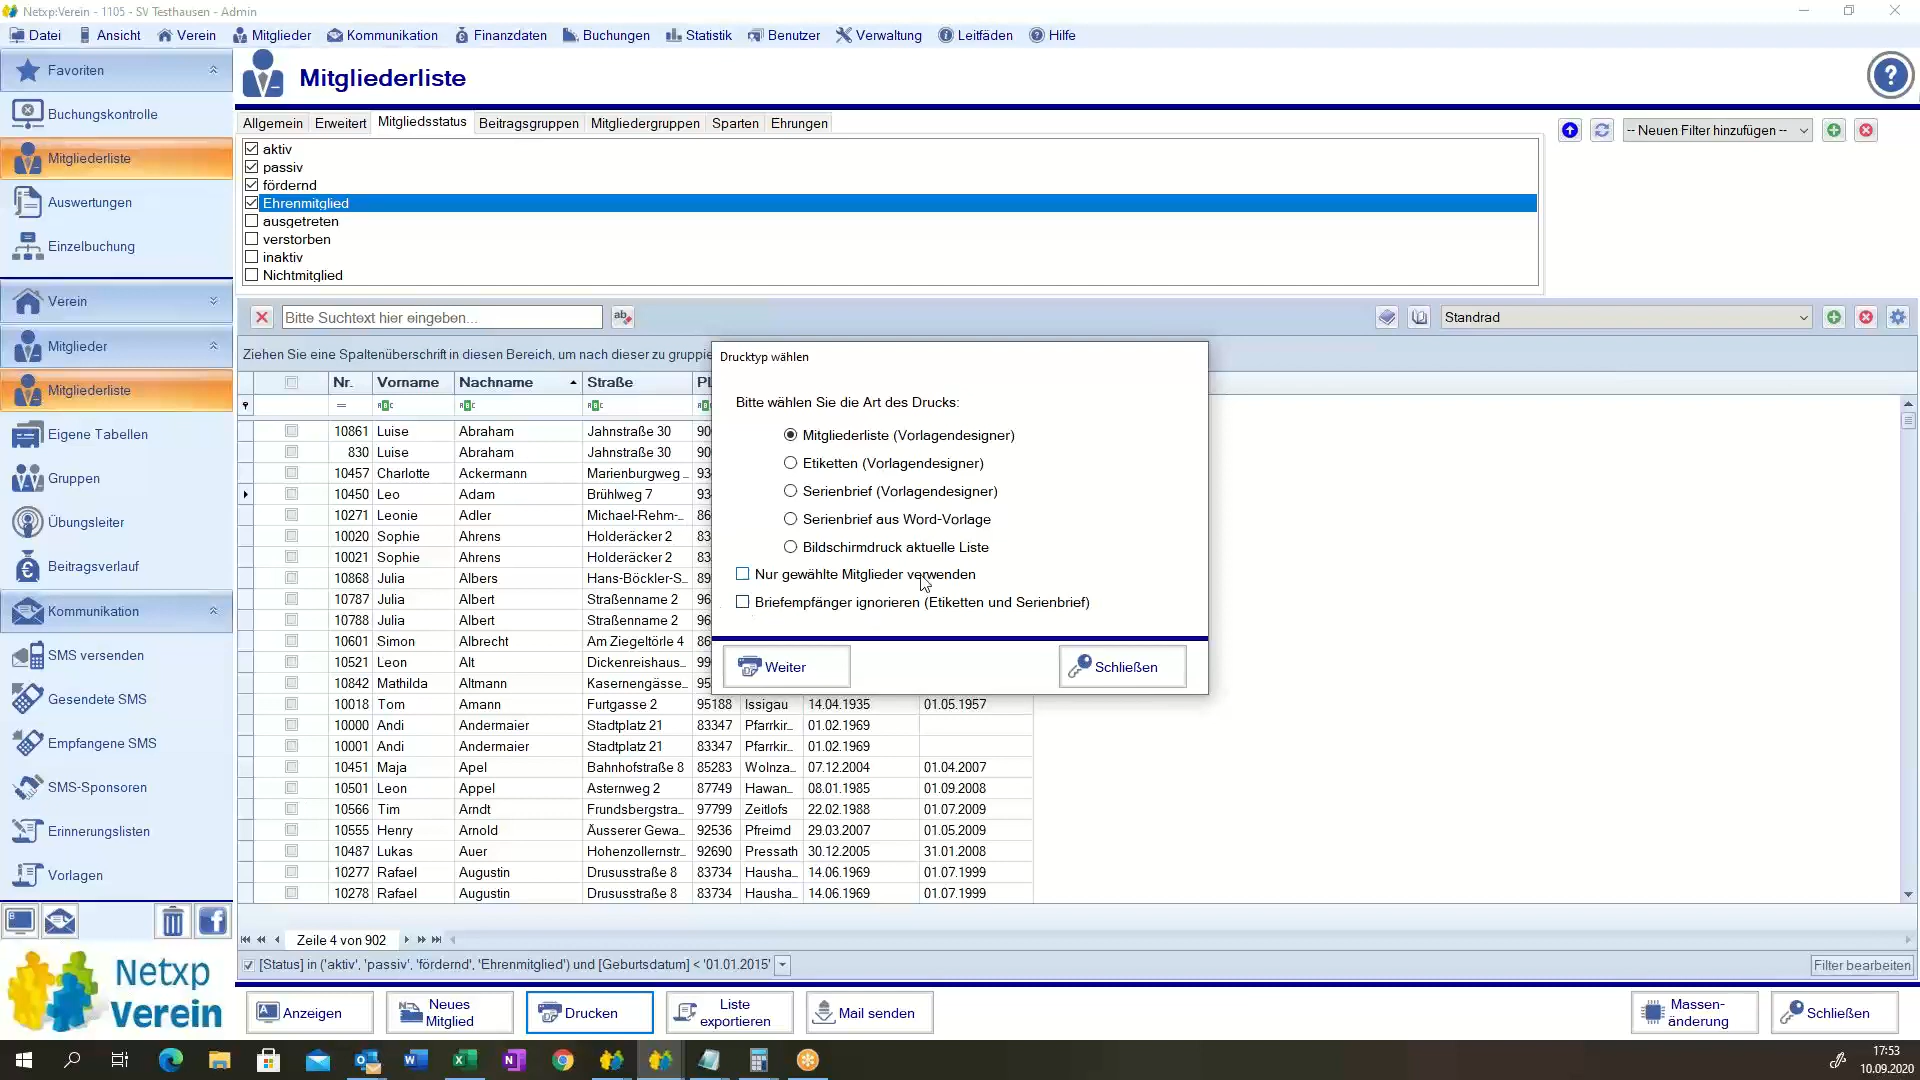 Netxp:Verein - 1105 - SV Testhausen - Admin
Datei Ansicht Verein Mitglieder Kommunikation Finanzdaten Buchungen Statistik Benutzer Verwaltung Leitfäden Hilfe
Favoriten
Buchungskontrolle
Mitgliederliste
Auswertungen
Einzelbuchung
Verein
Mitglieder
Mitgliederliste
Eigene Tabellen
Gruppen
Übungsleiter
Beitragsverlauf
Kommunikation
SMS versenden
Gesendete SMS
Empfangene SMS
SMS-Sponsoren
Erinnerungslisten
Vorlagen
Netxp
Verein
Mitgliederliste
Allgemein Erweitert Mitgliedsstatus Beitragsgruppen Mitgliedergruppen Sparten Ehrungen
-- Neuen Filter hinzufügen --
aktiv
passiv
fördernd
Ehrenmitglied
ausgetreten
verstorben
inaktiv
Nichtmitglied
Bitte Suchtext hier eingeben...
Standrad
Ziehen Sie eine Spaltenüberschrift in diesen Bereich, um nach dieser zu gruppie
Nr. Vorname Nachname Straße PL
10861 Luise Abraham Jahnstraße 30 90
830 Luise Abraham Jahnstraße 30 90
10457 Charlotte Ackermann Marienburgweg ... 93
10450 Leo Adam Brühlweg 7 93
10271 Leonie Adler Michael-Rehm-... 86
10020 Sophie Ahrens Holderäcker 2 83
10021 Sophie Ahrens Holderäcker 2 83
10868 Julia Albers Hans-Böckler-S... 89
10787 Julia Albert Straßenname 2 96
10788 Julia Albert Straßenname 2 96
10601 Simon Albrecht Am Ziegeltörle 4 86
10521 Leon Alt Dickenreishaus... 99
10842 Mathilda Altmann Kasernengässe... 95
10018 Tom Amann Furtgasse 2 95188 Issigau 14.04.1935 01.05.1957
10000 Andi Andermaier Stadtplatz 21 83347 Pfarrkir... 01.02.1969
10001 Andi Andermaier Stadtplatz 21 83347 Pfarrkir... 01.02.1969
10451 Maja Apel Bahnhofstraße 8 85283 Wolnza... 07.12.2004 01.04.2007
10501 Leon Appel Asternweg 2 87749 Hawan... 08.01.1985 01.09.2008
10566 Tim Arndt Frundsbergstra... 97799 Zeitlofs 22.02.1988 01.07.2009
10555 Henry Arnold Äusserer Gewa... 92536 Pfreimd 29.03.2007 01.05.2009
10487 Lukas Auer Hohenzollernstr... 92690 Pressath 30.12.2005 31.01.2008
10277 Rafael Augustin Drususstraße 8 83734 Hausha... 14.06.1969 01.07.1999
10278 Rafael Augustin Drususstraße 8 83734 Hausha... 14.06.1969 01.07.1999
Drucktyp wählen
Bitte wählen Sie die Art des Drucks:
Mitgliederliste (Vorlagendesigner)
Etiketten (Vorlagendesigner)
Serienbrief (Vorlagendesigner)
Serienbrief aus Word-Vorlage
Bildschirmdruck aktuelle Liste
Nur gewählte Mitglieder verwenden
Briefempfänger ignorieren (Etiketten und Serienbrief)
Weiter Schließen
Zeile 4 von 902
[Status] in ('aktiv', 'passiv', 'fördernd', 'Ehrenmitglied') und [Geburtsdatum] < '01.01.2015'
Filter bearbeiten
Anzeigen
Neues
Mitglied
Drucken
Liste
exportieren
Mail senden
Massen-
änderung
Schließen
17:53
10.09.2020